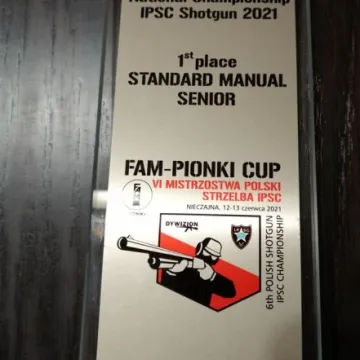 National Championship
IPSC Shotgun 2021
1st place
STANDARD MANUAL
SENIOR
FAM-PIONKI CUP
VI MISTRZOSTWA POLSKI
STRZELBA IPSC
NIECZAJNA, 12-13 czerwca 2021
DYWIZJON
6th POLISH SHOTGUN
IPSC CHAMPIONSHIP